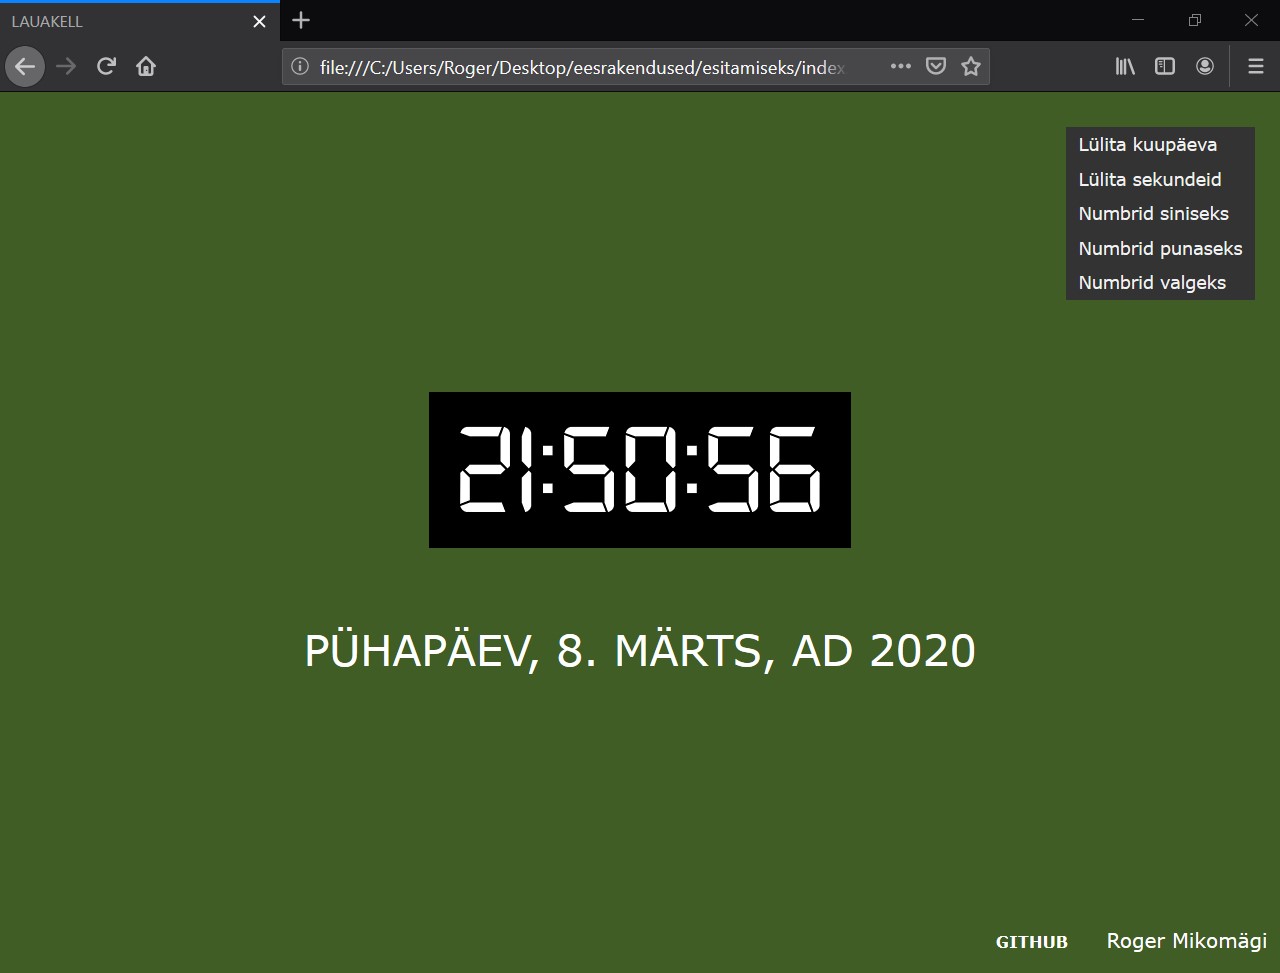 LAUAKELL
file:///C:/Users/Roger/Desktop/eesrakendused/esitamiseks/index
Lülita kuupäeva
Lülita sekundeid
Numbrid siniseks
Numbrid punaseks
Numbrid valgeks
21:50:56
PÜHAPÄEV, 8. MÄRTS, AD 2020
GITHUB Roger Mikomägi